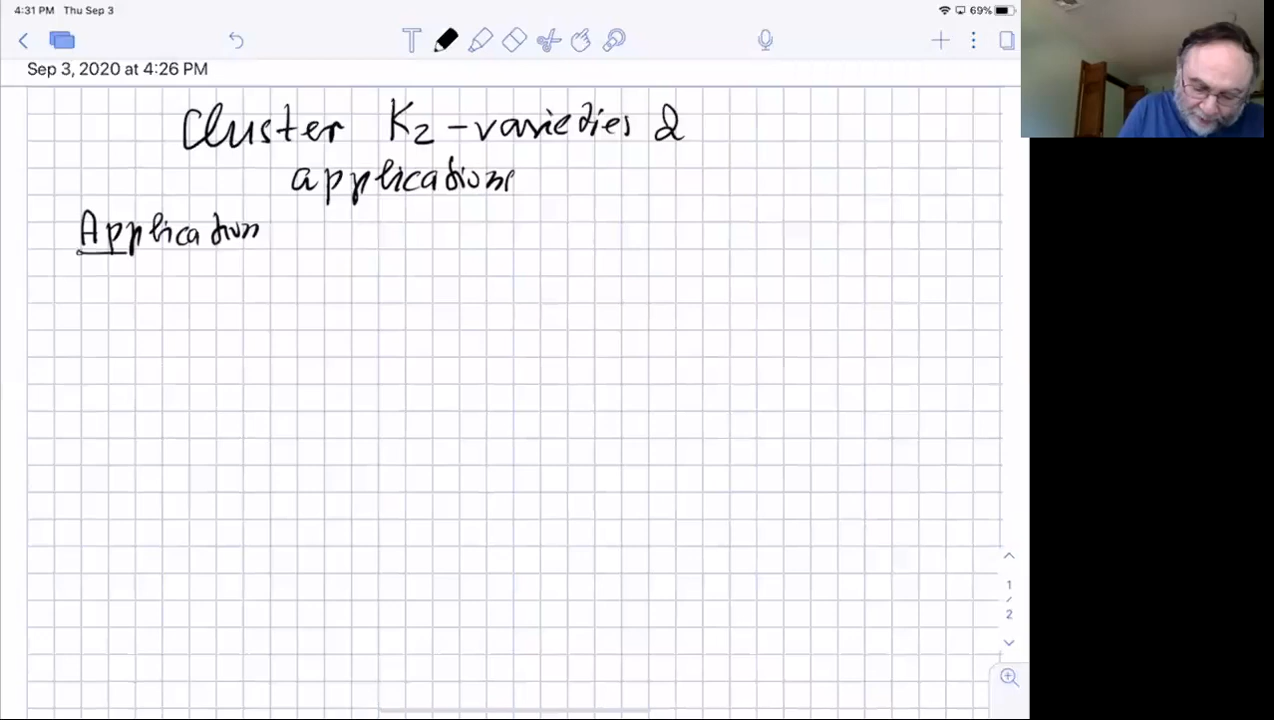 4:31 PM Thu Sep 3
69%
T
Sep 3, 2020 at 4:26 PM
Cluster K2-varieties &
applications
Application
1
/
2